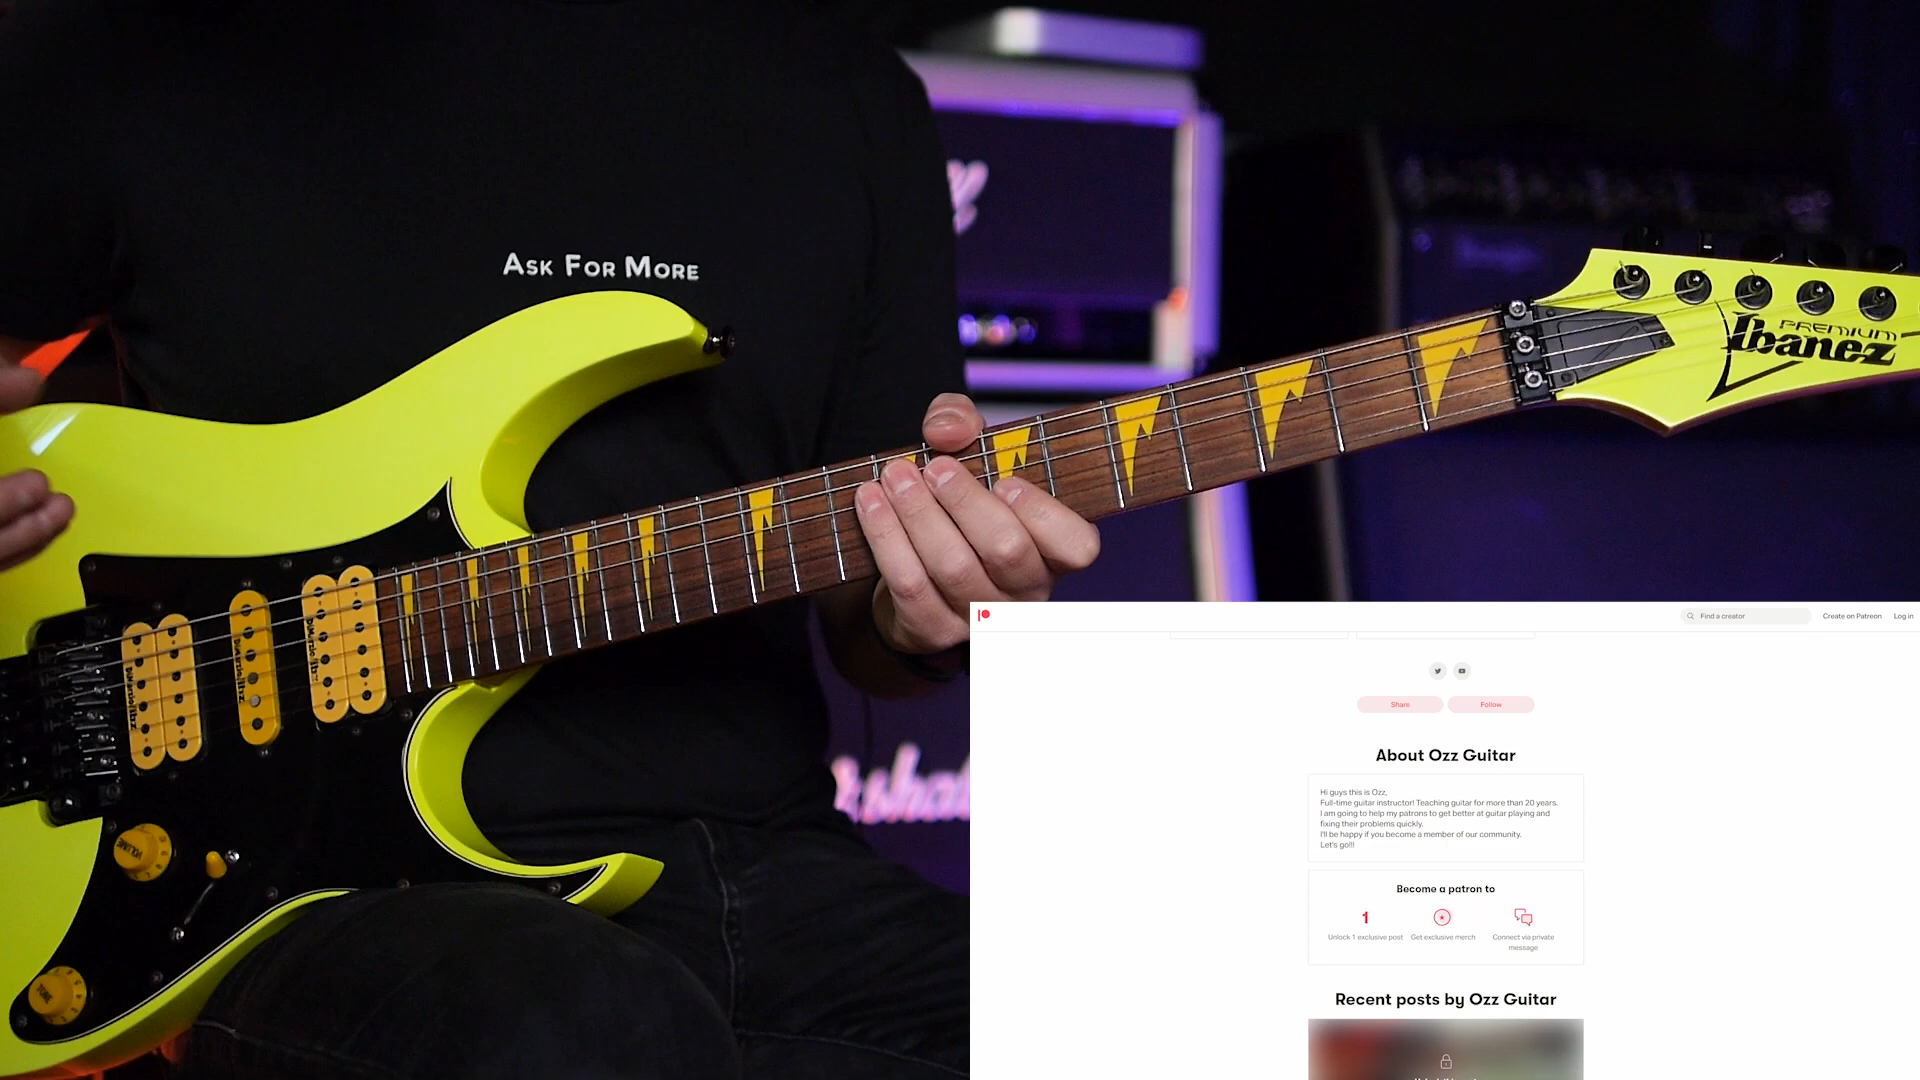 ASK FOR MORE
PREMIUM
Ibanez
VOLUME
TONE
Find a creator
Create on Patreon
Log in
Share
Follow
About Ozz Guitar
Hi guys this is Ozz,
Full-time guitar instructor! Teaching guitar for more than 20 years.
I am going to help my patrons to get better at guitar playing and
fixing their problems quickly.
I'll be happy if you become a member of our community.
Let's go!!!
Become a patron to
1
Unlock 1 exclusive post
Get exclusive merch
Connect via private
message
Recent posts by Ozz Guitar